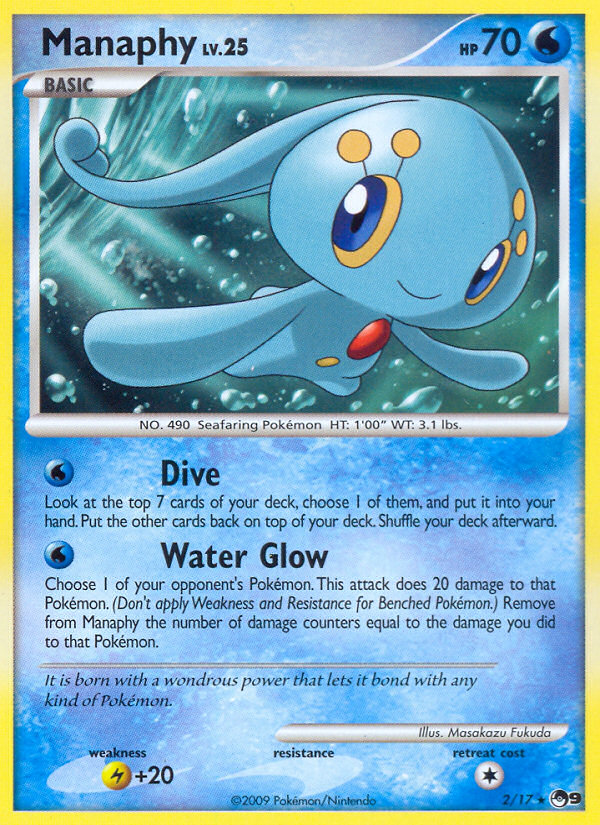 Manaphy LV.25 HP 70
BASIC
NO. 490 Seafaring Pokémon HT: 1'00" WT: 3.1 lbs.
Dive
Look at the top 7 cards of your deck, choose 1 of them, and put it into your
hand. Put the other cards back on top of your deck. Shuffle your deck afterward.
Water Glow
Choose 1 of your opponent's Pokémon. This attack does 20 damage to that
Pokémon. (Don't apply Weakness and Resistance for Benched Pokémon.) Remove
from Manaphy the number of damage counters equal to the damage you did
to that Pokémon.
It is born with a wondrous power that lets it bond with any
kind of Pokémon.
Illus. Masakazu Fukuda
weakness resistance retreat cost
+20
©2009 Pokémon/Nintendo 2/17 ★ 9